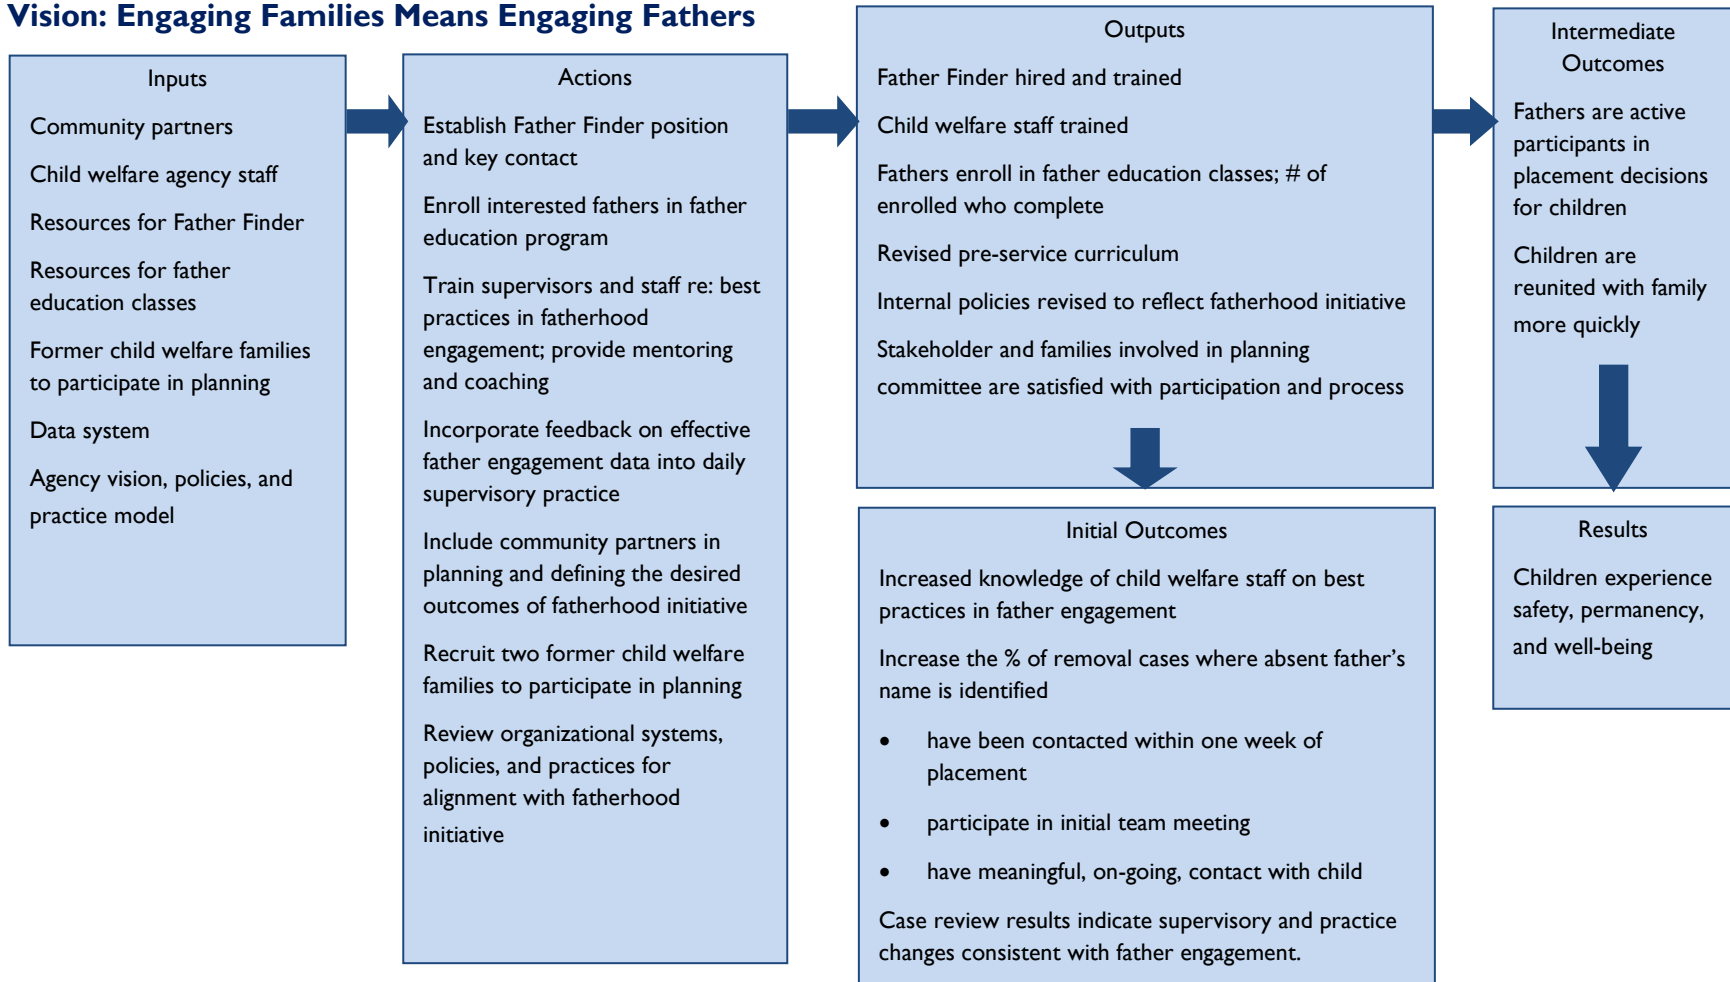 Vision: Engaging Families Means Engaging Fathers
Inputs
Community partners
Child welfare agency staff
Resources for Father Finder
Resources for father
education classes
Former child welfare families
to participate in planning
Data system
Agency vision, policies, and
practice model
Actions
Establish Father Finder position
and key contact
Enroll interested fathers in father
education program
Train supervisors and staff re: best
practices in fatherhood
engagement; provide mentoring
and coaching
Incorporate feedback on effective
father engagement data into daily
supervisory practice
Include community partners in
planning and defining the desired
outcomes of fatherhood initiative
Recruit two former child welfare
families to participate in planning
Review organizational systems,
policies, and practices for
alignment with fatherhood
initiative
Outputs
Father Finder hired and trained
Child welfare staff trained
Fathers enroll in father education classes; # of
enrolled who complete
Revised pre-service curriculum
Internal policies revised to reflect fatherhood initiative
Stakeholder and families involved in planning
committee are satisfied with participation and process
Initial Outcomes
Increased knowledge of child welfare staff on best
practices in father engagement
Increase the % of removal cases where absent father’s
name is identified
• have been contacted within one week of
placement
• participate in initial team meeting
• have meaningful, on-going, contact with child
Case review results indicate supervisory and practice
changes consistent with father engagement.
Intermediate
Outcomes
Fathers are active
participants in
placement decisions
for children
Children are
reunited with family
more quickly
Results
Children experience
safety, permanency,
and well-being